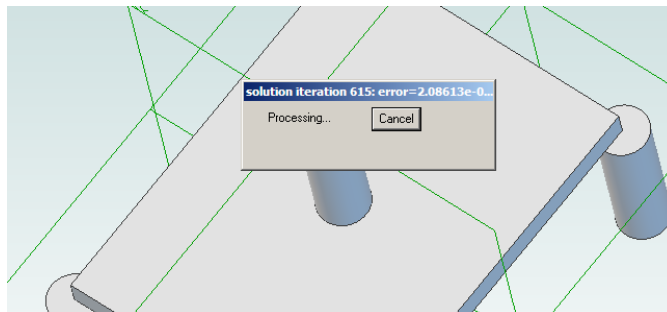 solution iteration 615: error=2.08613e-0...
Processing...
Cancel